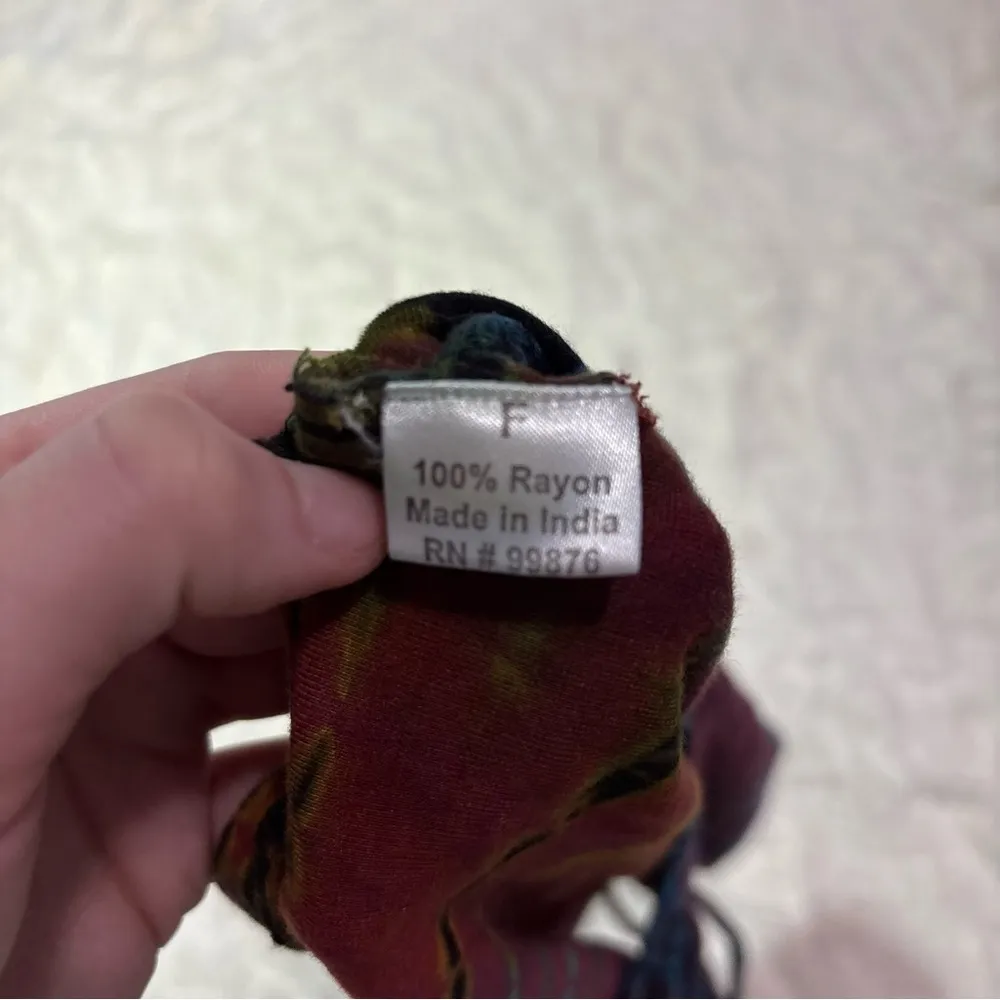 F
100% Rayon
Made in India
RN # 99876